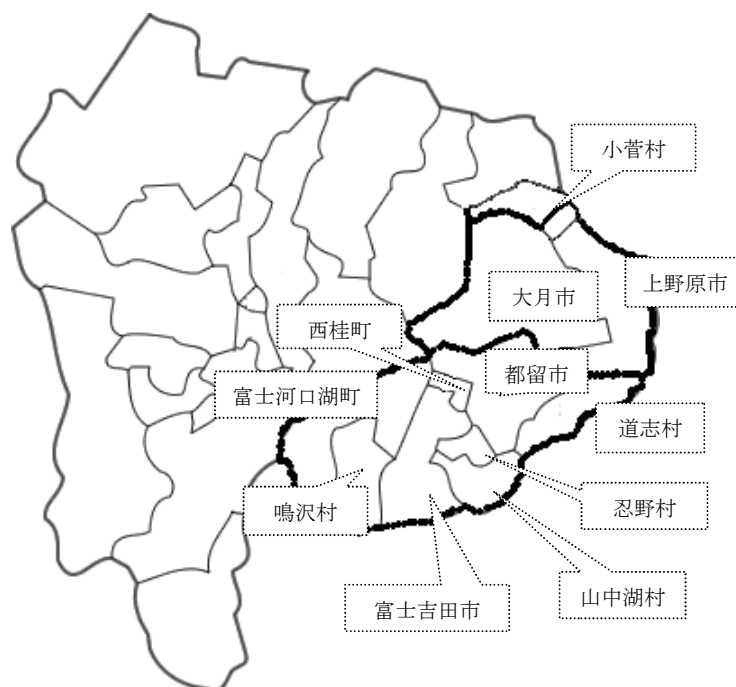 小菅村
上野原市
大月市
西桂町
都留市
富士河口湖町
道志村
鳴沢村
忍野村
山中湖村
富士吉田市